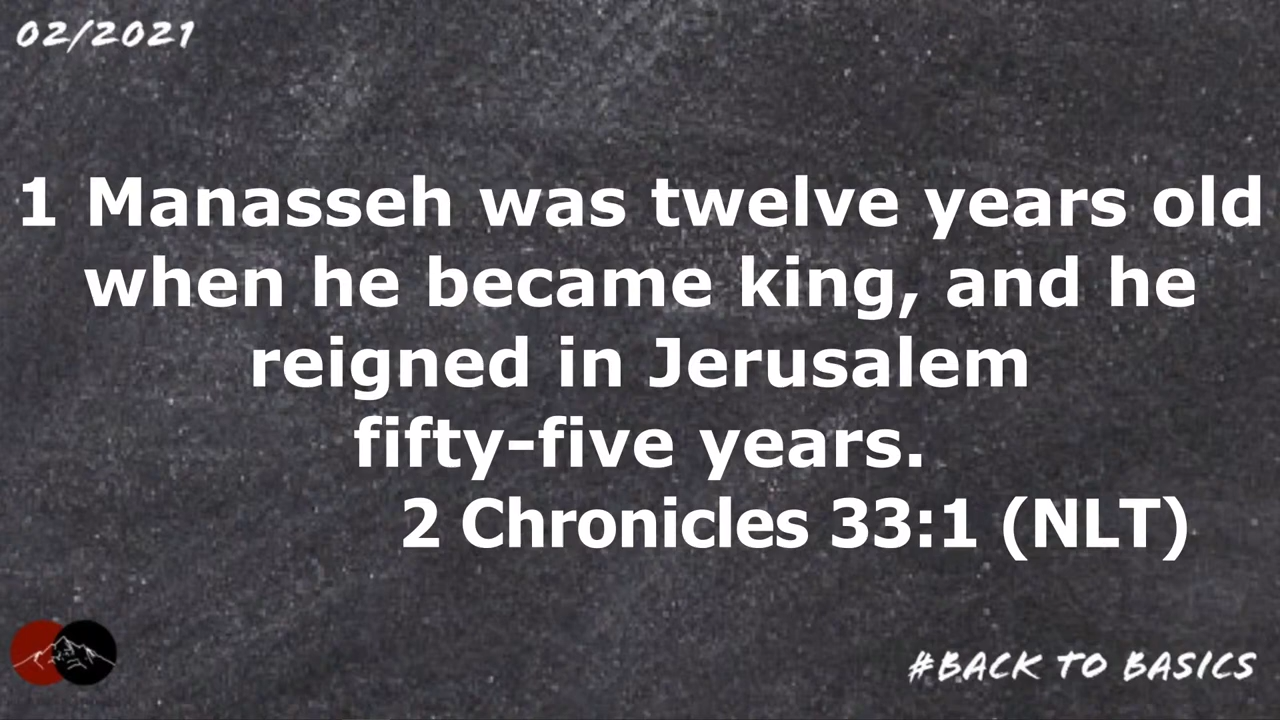 02/2021
1 Manasseh was twelve years old
when he became king, and he
reigned in Jerusalem
fifty-five years.
2 Chronicles 33:1 (NLT)
#BACK TO BASICS